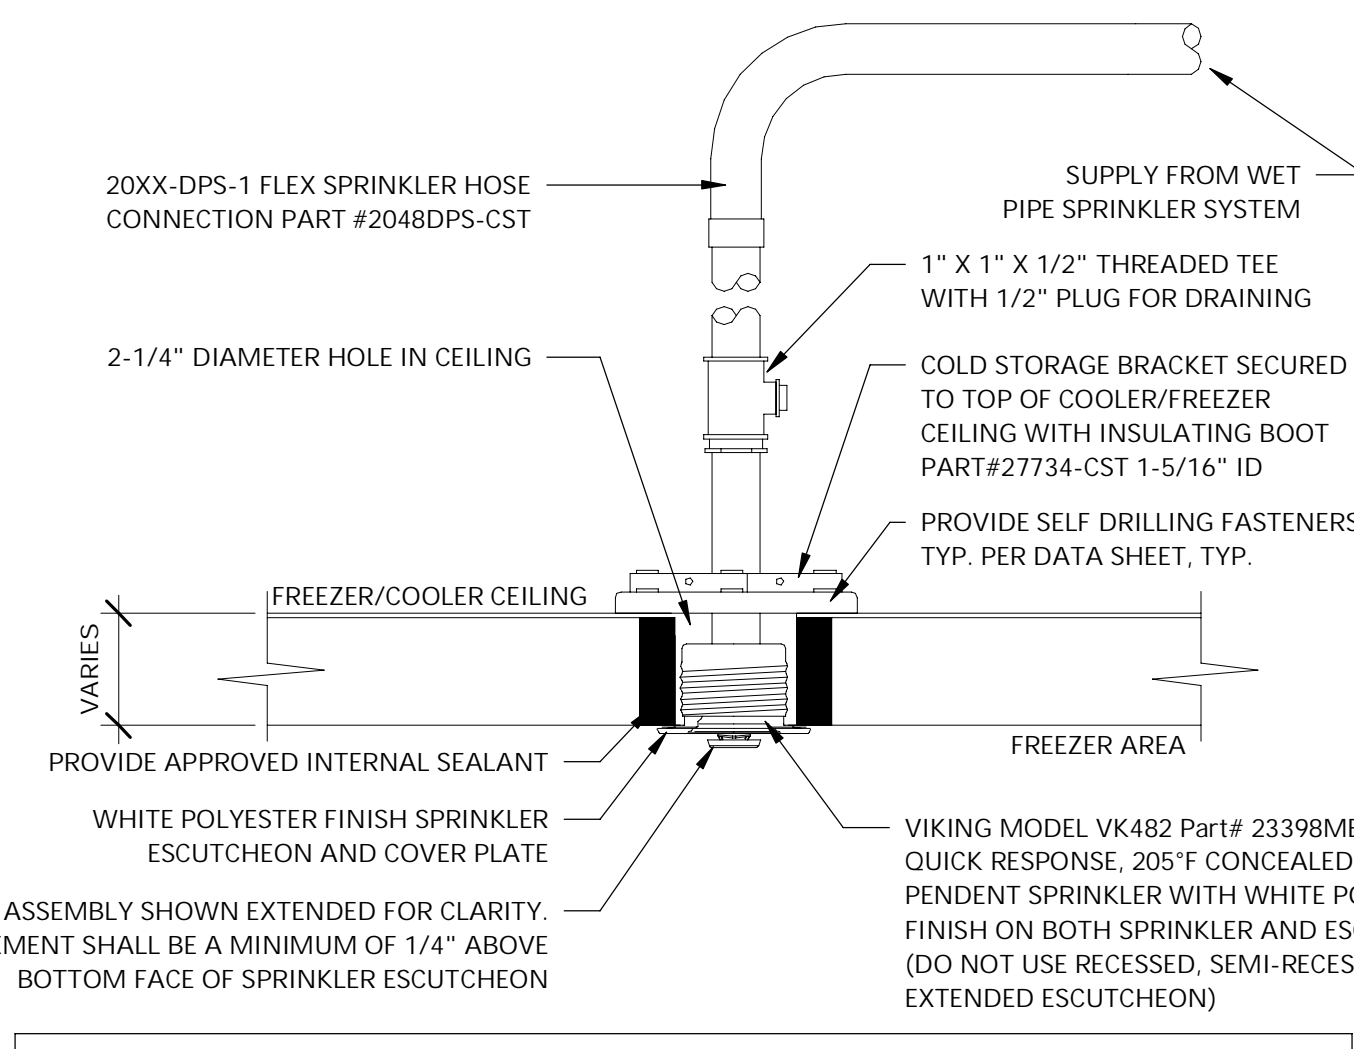 20XX-DPS-1 FLEX SPRINKLER HOSE
CONNECTION PART #2048DPS-CST
SUPPLY FROM WET
PIPE SPRINKLER SYSTEM
1" X 1" X 1/2" THREADED TEE
WITH 1/2" PLUG FOR DRAINING
2-1/4" DIAMETER HOLE IN CEILING
COLD STORAGE BRACKET SECURED
TO TOP OF COOLER/FREEZER
CEILING WITH INSULATING BOOT
PART#27734-CST 1-5/16" ID
PROVIDE SELF DRILLING FASTENERS
TYP. PER DATA SHEET, TYP.
FREEZER/COOLER CEILING
VARIES
FREEZER AREA
PROVIDE APPROVED INTERNAL SEALANT
WHITE POLYESTER FINISH SPRINKLER
ESCUTCHEON AND COVER PLATE
ASSEMBLY SHOWN EXTENDED FOR CLARITY.
SHALL BE A MINIMUM OF 1/4" ABOVE
BOTTOM FACE OF SPRINKLER ESCUTCHEON
VIKING MODEL VK482 Part#
QUICK RESPONSE, 205°F CONCEALED
PENDENT SPRINKLER WITH WHITE
FINISH ON BOTH SPRINKLER AND
(DO NOT USE RECESSED,
EXTENDED ESCUTCHEON)